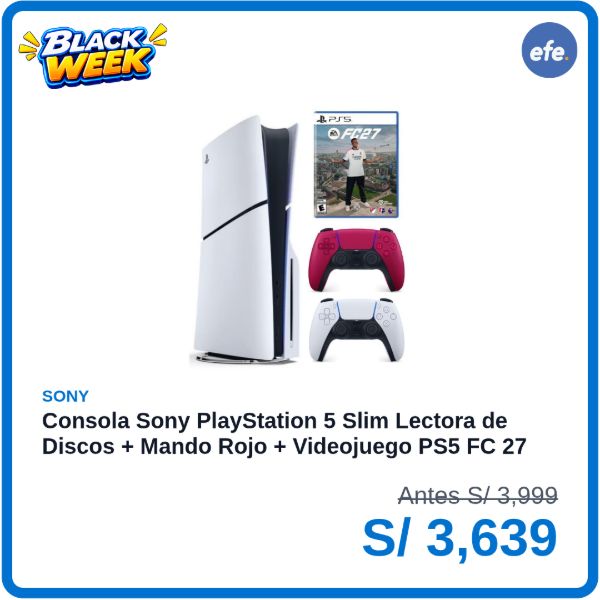 BLACK
WEEK
efe.
PS5
EA FC27
SONY
Consola Sony PlayStation 5 Slim Lectora de
Discos + Mando Rojo + Videojuego PS5 FC 27
Antes S/ 3,999
S/ 3,639